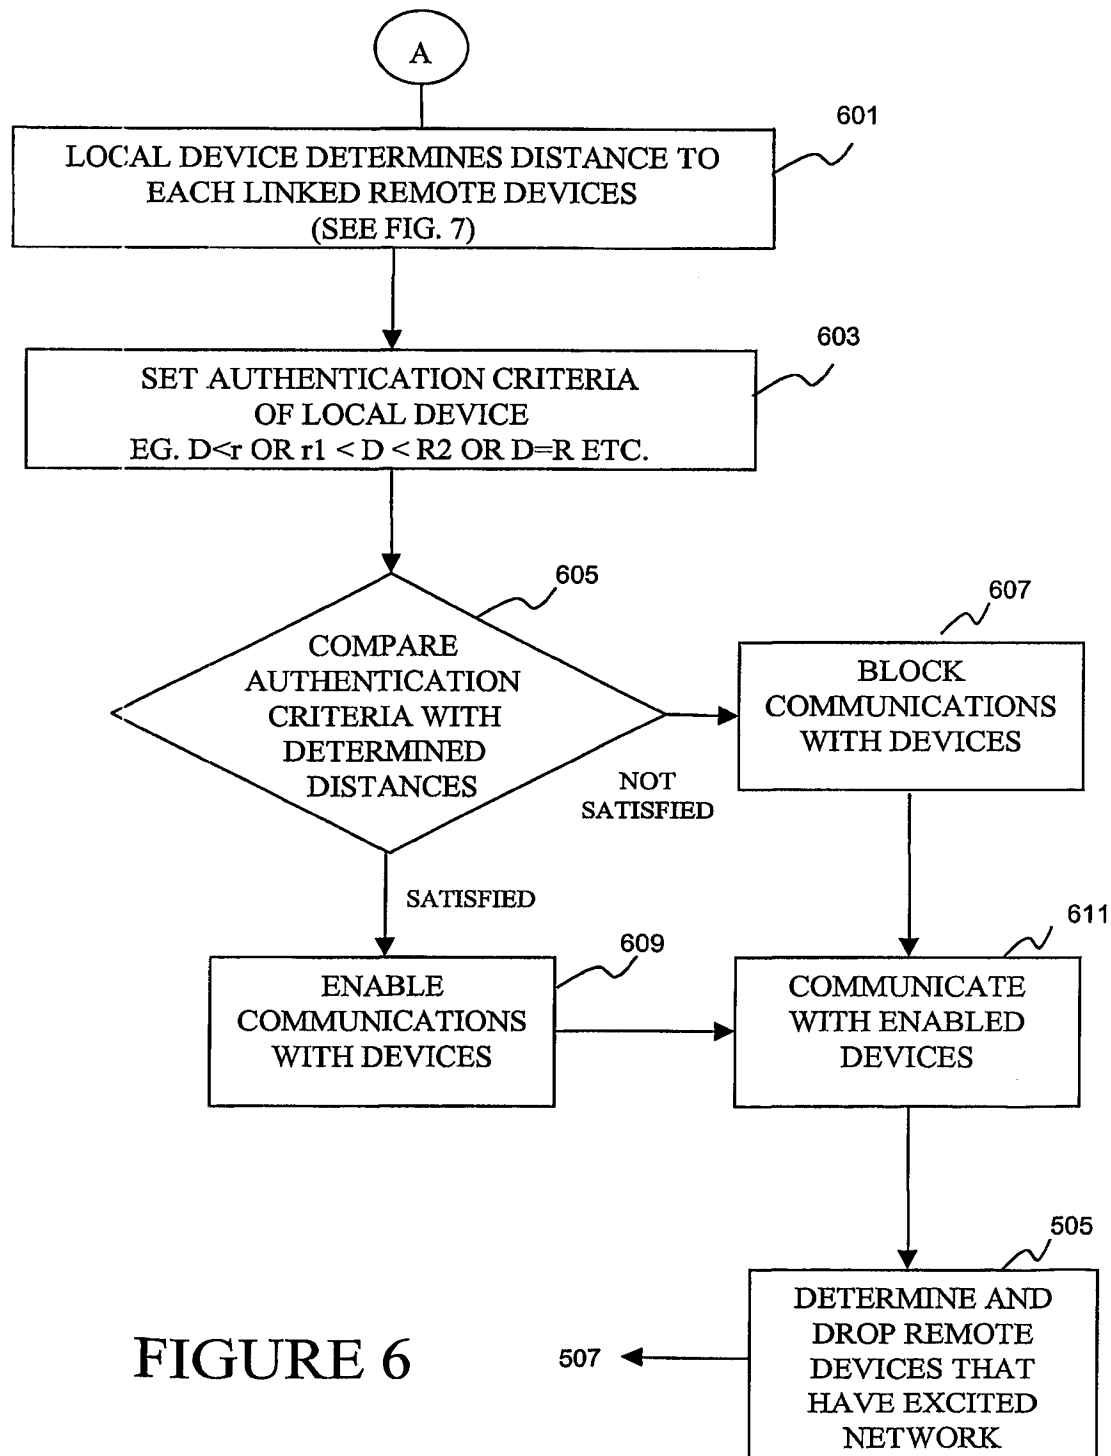 A
601
LOCAL DEVICE DETERMINES DISTANCE TO
EACH LINKED REMOTE DEVICES
(SEE FIG. 7)
603
SET AUTHENTICATION CRITERIA
OF LOCAL DEVICE
EG. D<r OR r1 < D < R2 OR D=R ETC.
605
COMPARE
AUTHENTICATION
CRITERIA WITH
DETERMINED
DISTANCES
607
BLOCK
COMMUNICATIONS
WITH DEVICES
NOT
SATISFIED
SATISFIED
609
ENABLE
COMMUNICATIONS
WITH DEVICES
611
COMMUNICATE
WITH ENABLED
DEVICES
505
DETERMINE AND
DROP REMOTE
DEVICES THAT
HAVE EXCITED
NETWORK
507
FIGURE 6